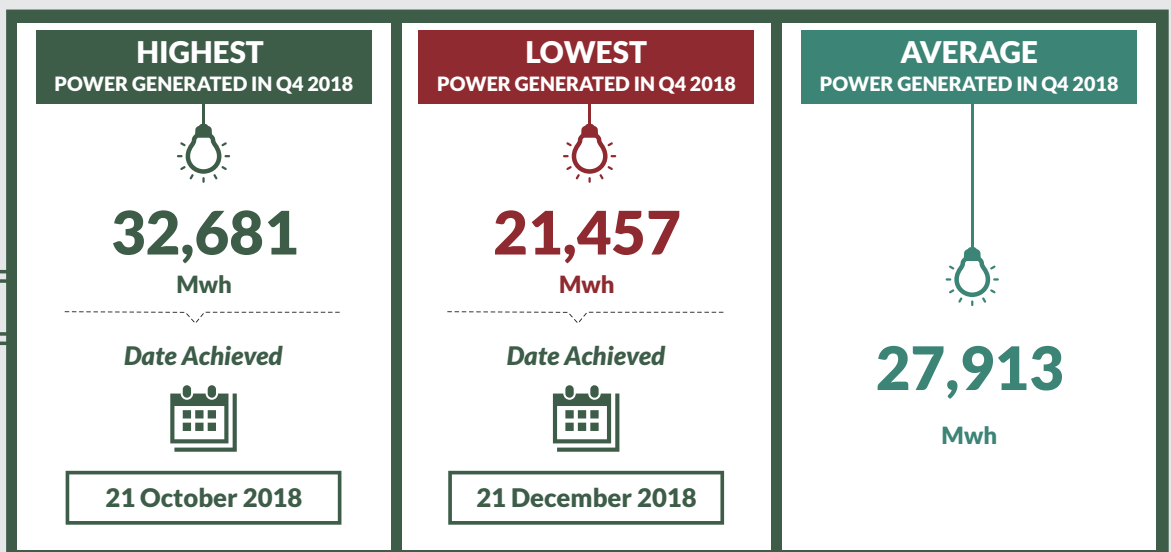 HIGHEST
POWER GENERATED IN Q4 2018
32,681
Mwh
Date Achieved
21 October 2018
LOWEST
POWER GENERATED IN Q4 2018
21,457
Mwh
Date Achieved
21 December 2018
AVERAGE
POWER GENERATED IN Q4 2018
27,913
Mwh